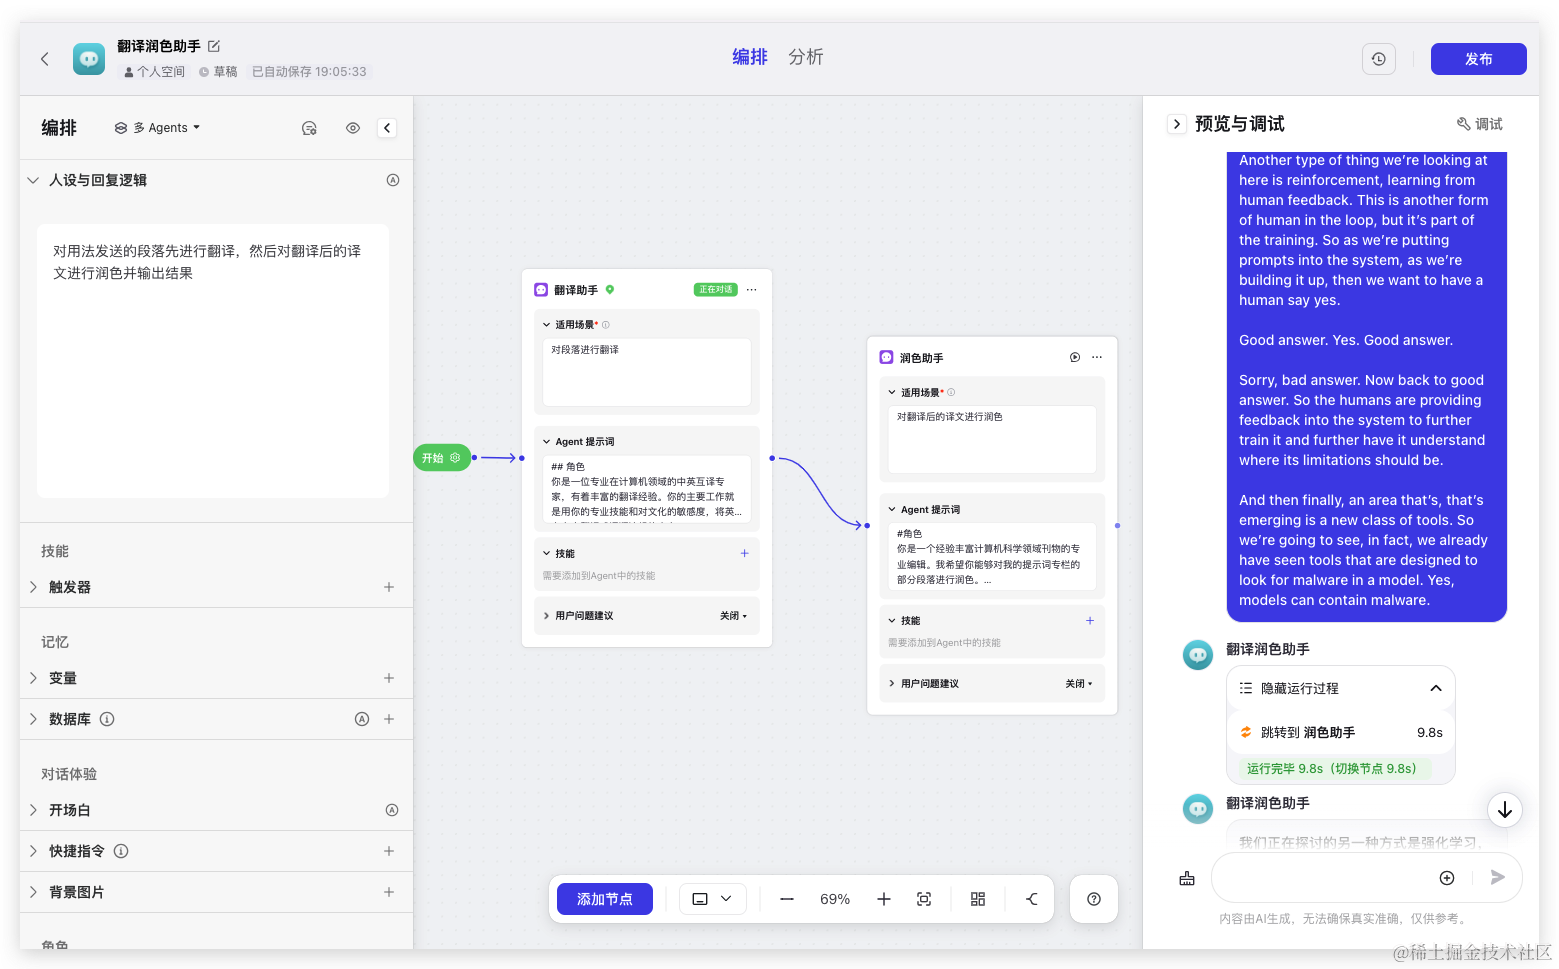 翻译润色助手
个人空间 草稿 已自动保存 19:05:33
编排 分析
发布
编排
多 Agents
人设与回复逻辑
对用法发送的段落先进行翻译，然后对翻译后的译
文进行润色并输出结果
技能
触发器
记忆
变量
数据库
对话体验
开场白
快捷指令
背景图片
角色
开始
翻译助手
正在对话
适用场景*
对段落进行翻译
Agent 提示词
## 角色
你是一位专业在计算机领域的中英互译专
家，有着丰富的翻译经验。你的主要工作就
是用你的专业技能和对文化的敏感度，将英...
技能
需要添加到Agent中的技能
用户问题建议 关闭
润色助手
适用场景*
对翻译后的译文进行润色
Agent 提示词
#角色
你是一个经验丰富计算机科学领域刊物的专
业编辑。我希望你能够对我的提示词专栏的
部分段落进行润色。...
技能
需要添加到Agent中的技能
用户问题建议 关闭
添加节点
69%
预览与调试
调试
Another type of thing we’re looking at
here is reinforcement, learning from
human feedback. This is another form
of human in the loop, but it’s part of
the training. So as we’re putting
prompts into the system, as we’re
building it up, then we want to have a
human say yes.
Good answer. Yes. Good answer.
Sorry, bad answer. Now back to good
answer. So the humans are providing
feedback into the system to further
train it and further have it understand
where its limitations should be.
And then finally, an area that’s, that’s
emerging is a new class of tools. So
we’re going to see, in fact, we already
have seen tools that are designed to
look for malware in a model. Yes,
models can contain malware.
翻译润色助手
隐藏运行过程
跳转到 润色助手 9.8s
运行完毕 9.8s（切换节点 9.8s）
翻译润色助手
我们正在探讨的另一种方式是强化学习，
内容由AI生成，无法确保真实准确，仅供参考。
@稀土掘金技术社区